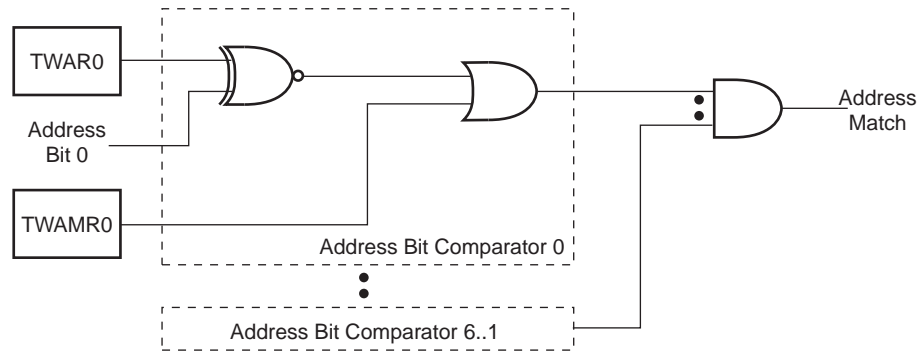 TWAR0
Address
Bit 0
TWAMR0
Address Bit Comparator 0
Address Bit Comparator 6..1
Address
Match